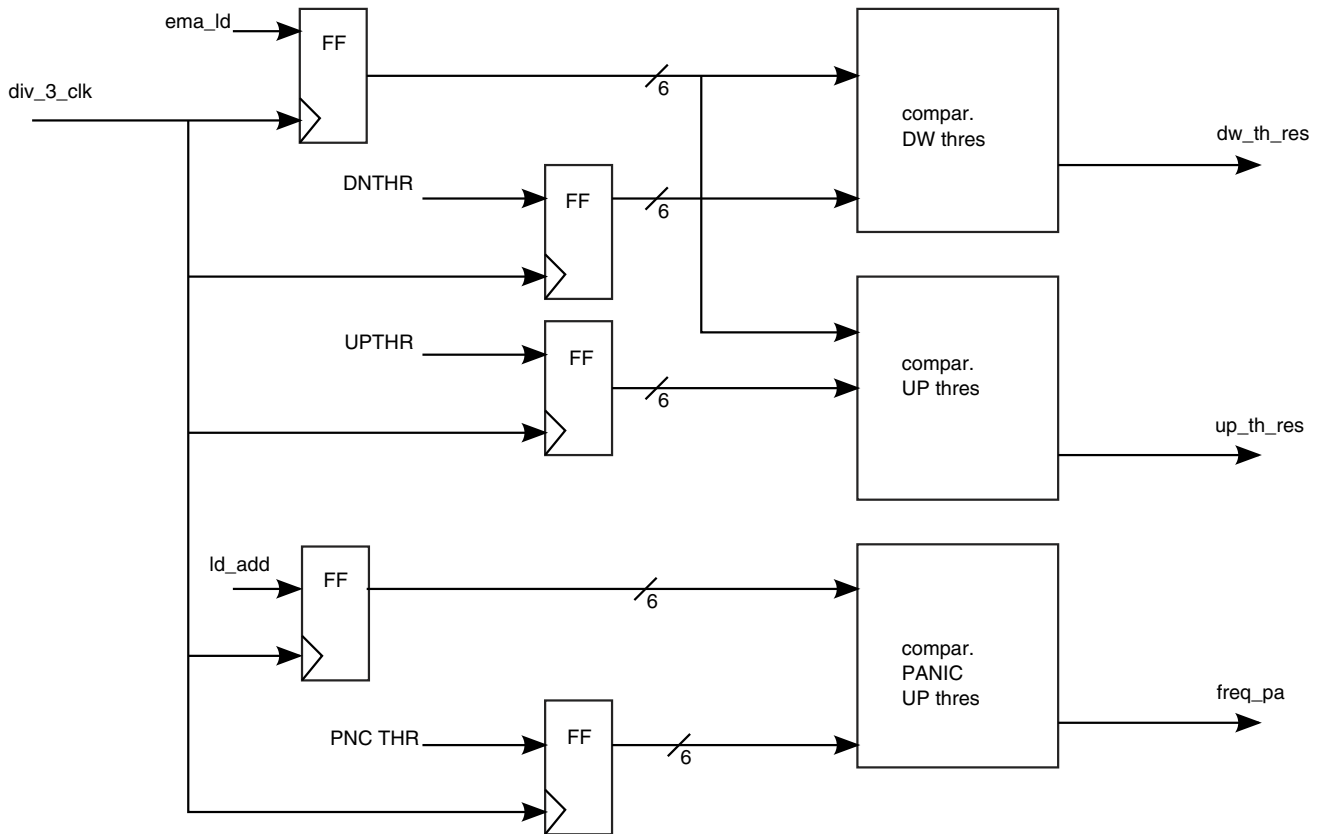 ema_ld
FF
div_3_clk
6
compar.
DW thres
dw_th_res
DNTHR
FF
6
UPTHR
FF
6
compar.
UP thres
up_th_res
ld_add
FF
6
compar.
PANIC
UP thres
freq_pa
PNC THR
FF
6